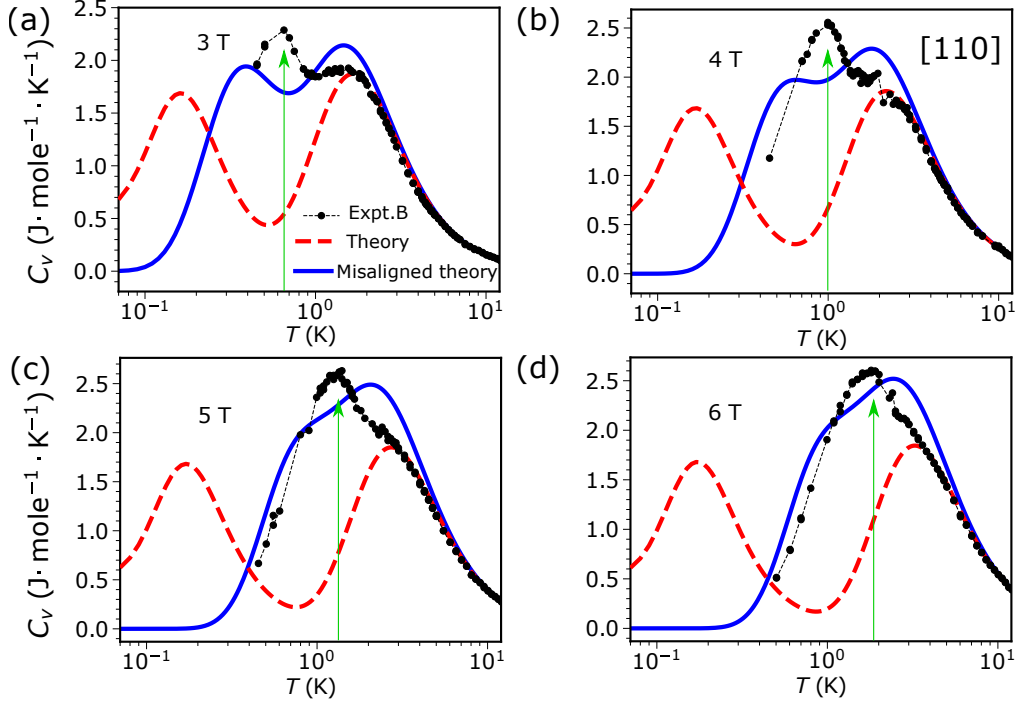 (a)
3 T
Expt.B
Theory
Misaligned theory
C_v (J· mole⁻¹ · K⁻¹)
2.5
2.0
1.5
1.0
0.5
0.0
10⁻¹ 10⁰ 10¹
T (K)
(b)
4 T
[110]
2.5
2.0
1.5
1.0
0.5
0.0
10⁻¹ 10⁰ 10¹
T (K)
(c)
5 T
C_v (J· mole⁻¹ · K⁻¹)
2.5
2.0
1.5
1.0
0.5
0.0
10⁻¹ 10⁰ 10¹
T (K)
(d)
6 T
2.5
2.0
1.5
1.0
0.5
0.0
10⁻¹ 10⁰ 10¹
T (K)